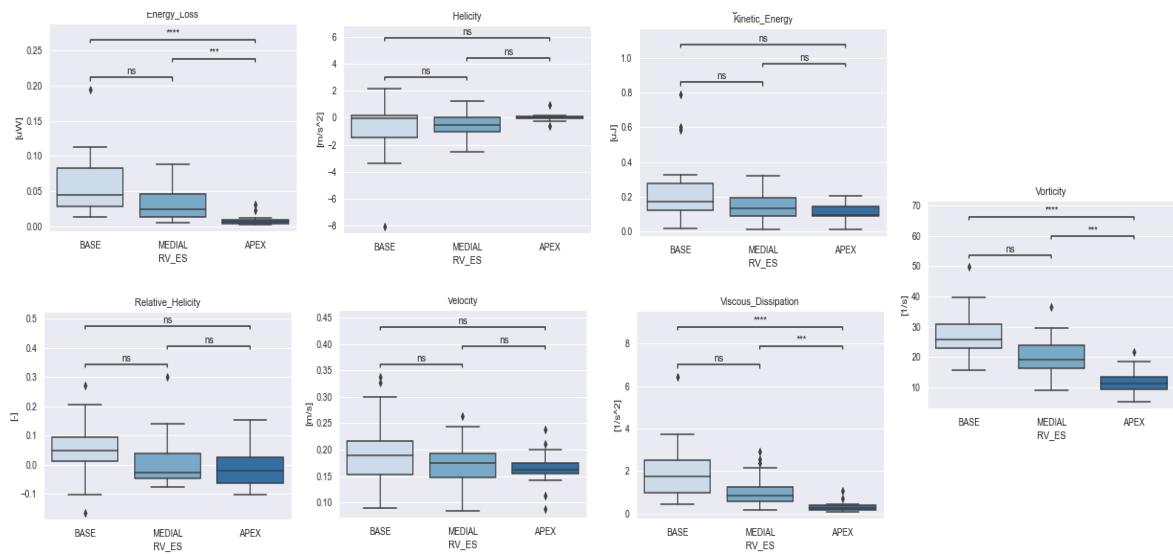 Energy_Loss
****
***
ns
0.25
0.20
0.15
0.10
0.05
0.00
[uW]
BASE MEDIAL APEX
RV_ES
Helicity
ns
ns
ns
6
4
2
0
−2
−4
−6
−8
[m/s^2]
BASE MEDIAL APEX
RV_ES
Kinetic_Energy
ns
ns
ns
1.0
0.8
0.6
0.4
0.2
0.0
[uJ]
BASE MEDIAL APEX
RV_ES
Vorticity
****
***
ns
70
60
50
40
30
20
10
[1/s]
BASE MEDIAL APEX
RV_ES
Relative_Helicity
ns
ns
ns
0.5
0.4
0.3
0.2
0.1
0.0
−0.1
[-]
BASE MEDIAL APEX
RV_ES
Velocity
ns
ns
ns
0.45
0.40
0.35
0.30
0.25
0.20
0.15
0.10
[m/s]
BASE MEDIAL APEX
RV_ES
Viscous_Dissipation
****
***
ns
8
6
4
2
0
[1/s^2]
BASE MEDIAL APEX
RV_ES